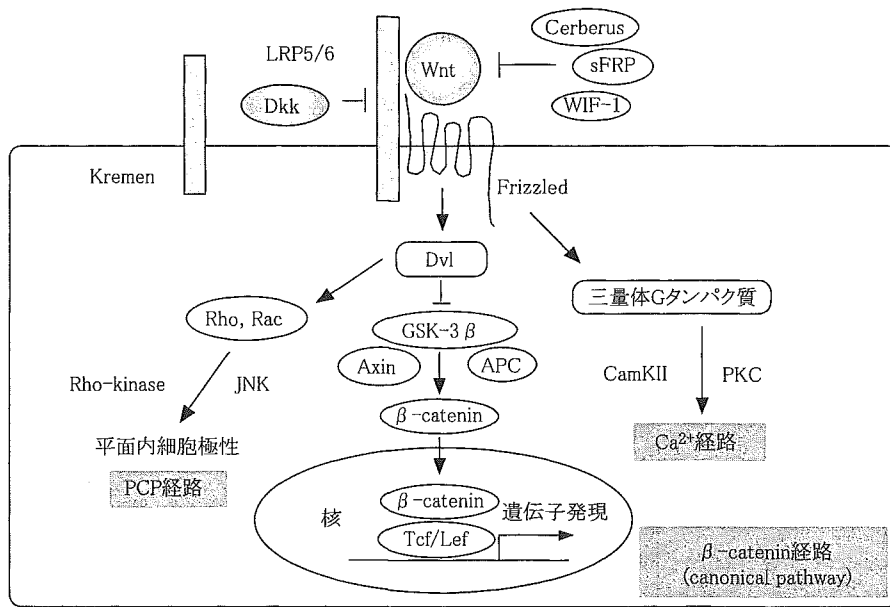 Cerberus
LRP5/6
Wnt
sFRP
Dkk
WIF-1
Kremen
Frizzled
Dvl
三量体Gタンパク質
Rho, Rac
GSK-3 β
Axin
APC
Rho-kinase
JNK
CamKII
PKC
β-catenin
平面内細胞極性
Ca²⁺経路
PCP経路
核
β-catenin
遺伝子発現
Tcf/Lef
β-catenin経路
(canonical pathway)